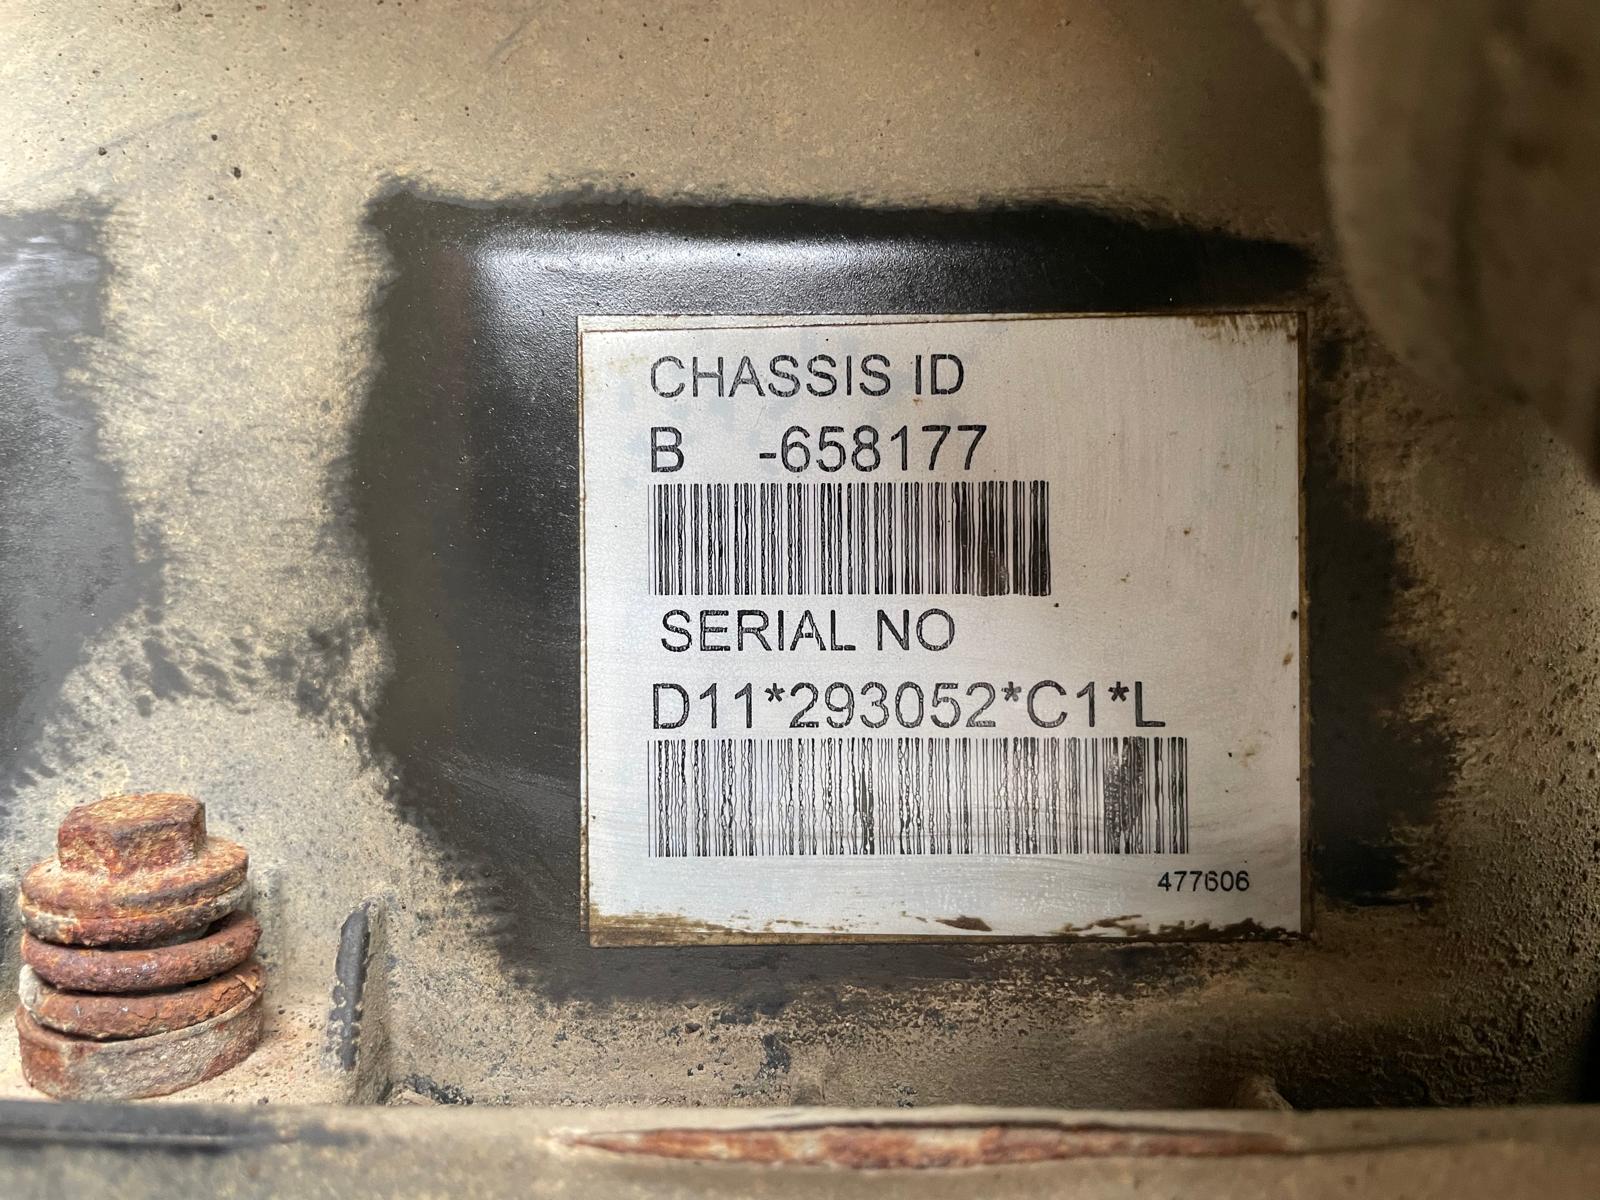 CHASSIS ID
B -658177
SERIAL NO
D11*293052*C1*L
477606